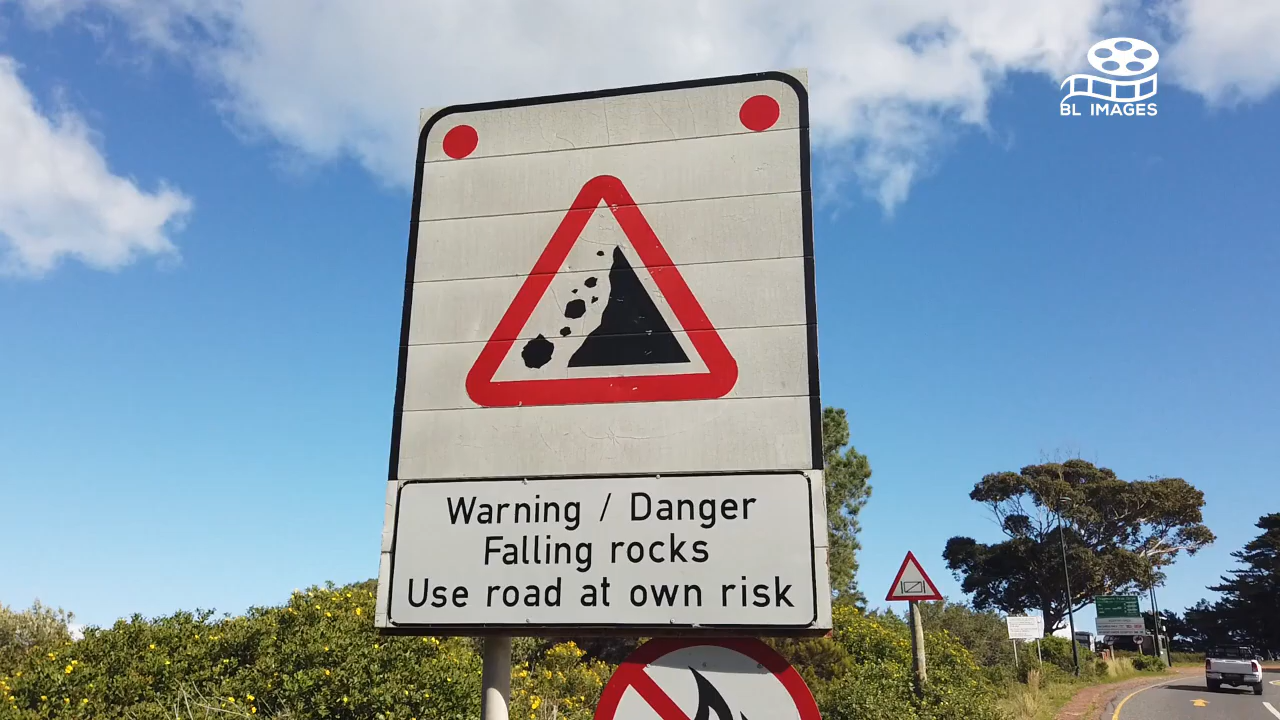 BL IMAGES
Warning / Danger
Falling rocks
Use road at own risk